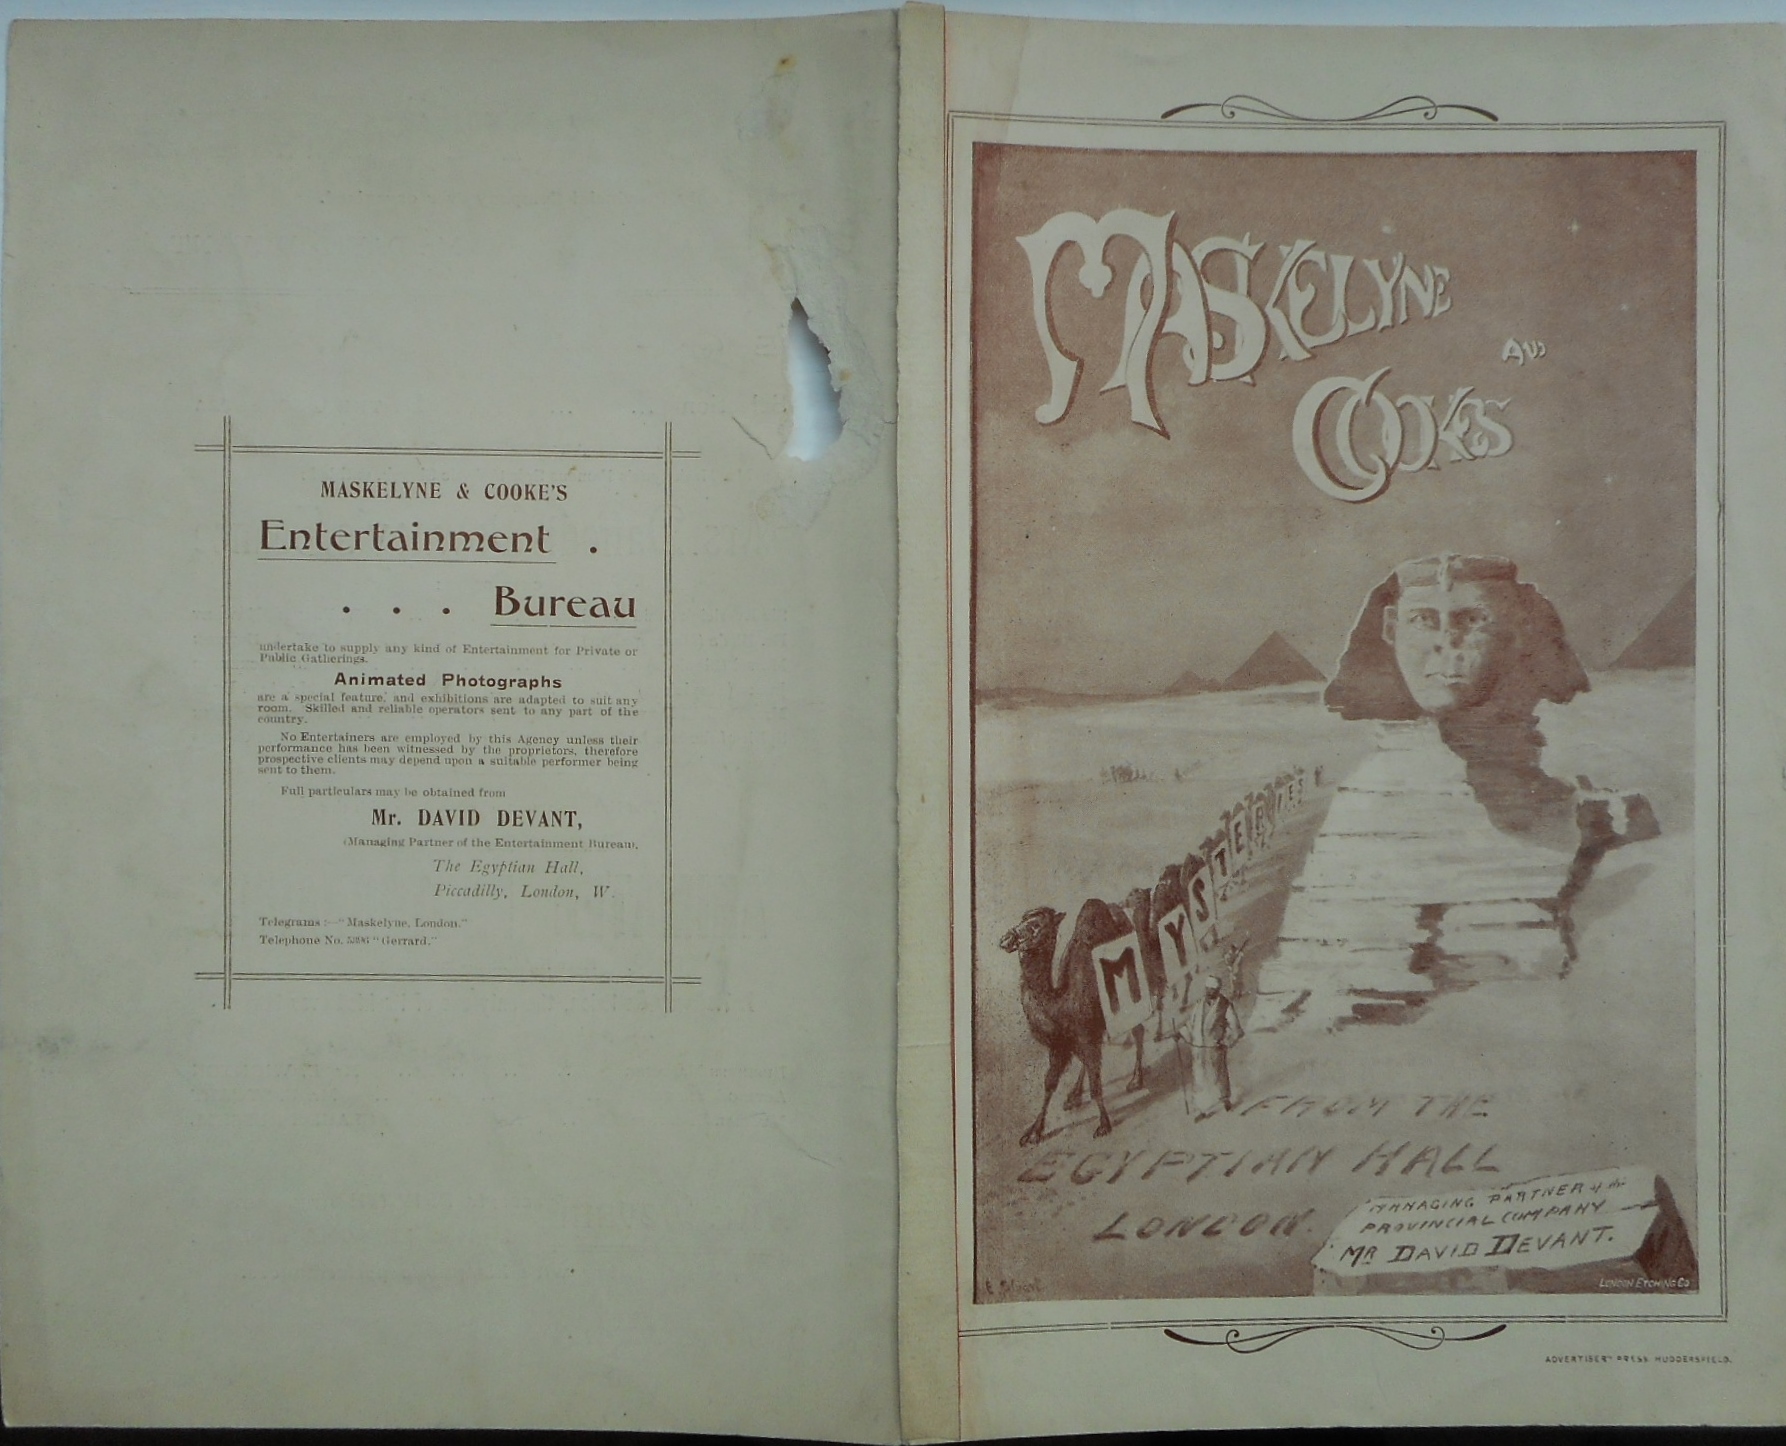 MASKELYNE & COOKE'S
Entertainment .
. . . Bureau
undertake to supply any kind of Entertainment for Private or
Public Gatherings.
Animated Photographs
are a special feature, and exhibitions are adapted to suit any
room. Skilled and reliable operators sent to any part of the
country.
No Entertainers are employed by this Agency unless their
performance has been witnessed by the proprietors, therefore
prospective clients may depend upon a suitable performer being
sent to them.
Full particulars may be obtained from
Mr. DAVID DEVANT,
(Managing Partner of the Entertainment Bureau),
The Egyptian Hall,
Piccadilly, London, W.
Telegrams :—"Maskelyne, London."
Telephone No. "Gerrard."
MASKELYNE
AND
COOKES
MYSTERIES
FROM THE
EGYPTIAN HALL
LONDON.
MANAGING PARTNER of the
PROVINCIAL COMPANY
MR DAVID DEVANT.
LONDON ETCHING CO
ADVERTISER PRESS HUDDERSFIELD.